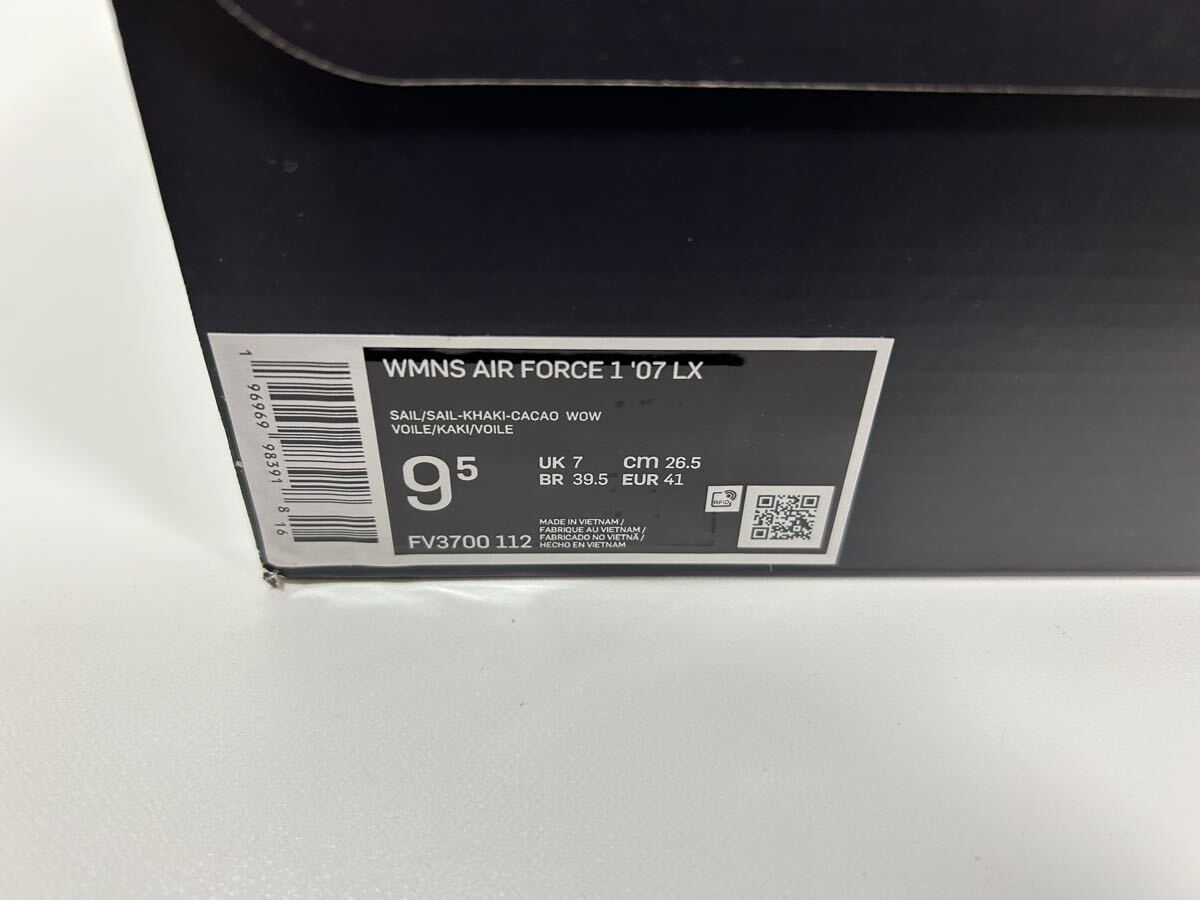 WMNS AIR FORCE 1 '07 LX
SAIL/SAIL-KHAKI-CACAO WOW
VOILE/KAKI/VOILE
9⁵
UK 7 cm 26.5
BR 39.5 EUR 41
RFID
FV3700 112
MADE IN VIETNAM /
FABRIQUE AU VIETNAM /
FABRICADO NO VIETNÃ /
HECHO EN VIETNAM
1 96969 98391 8 16